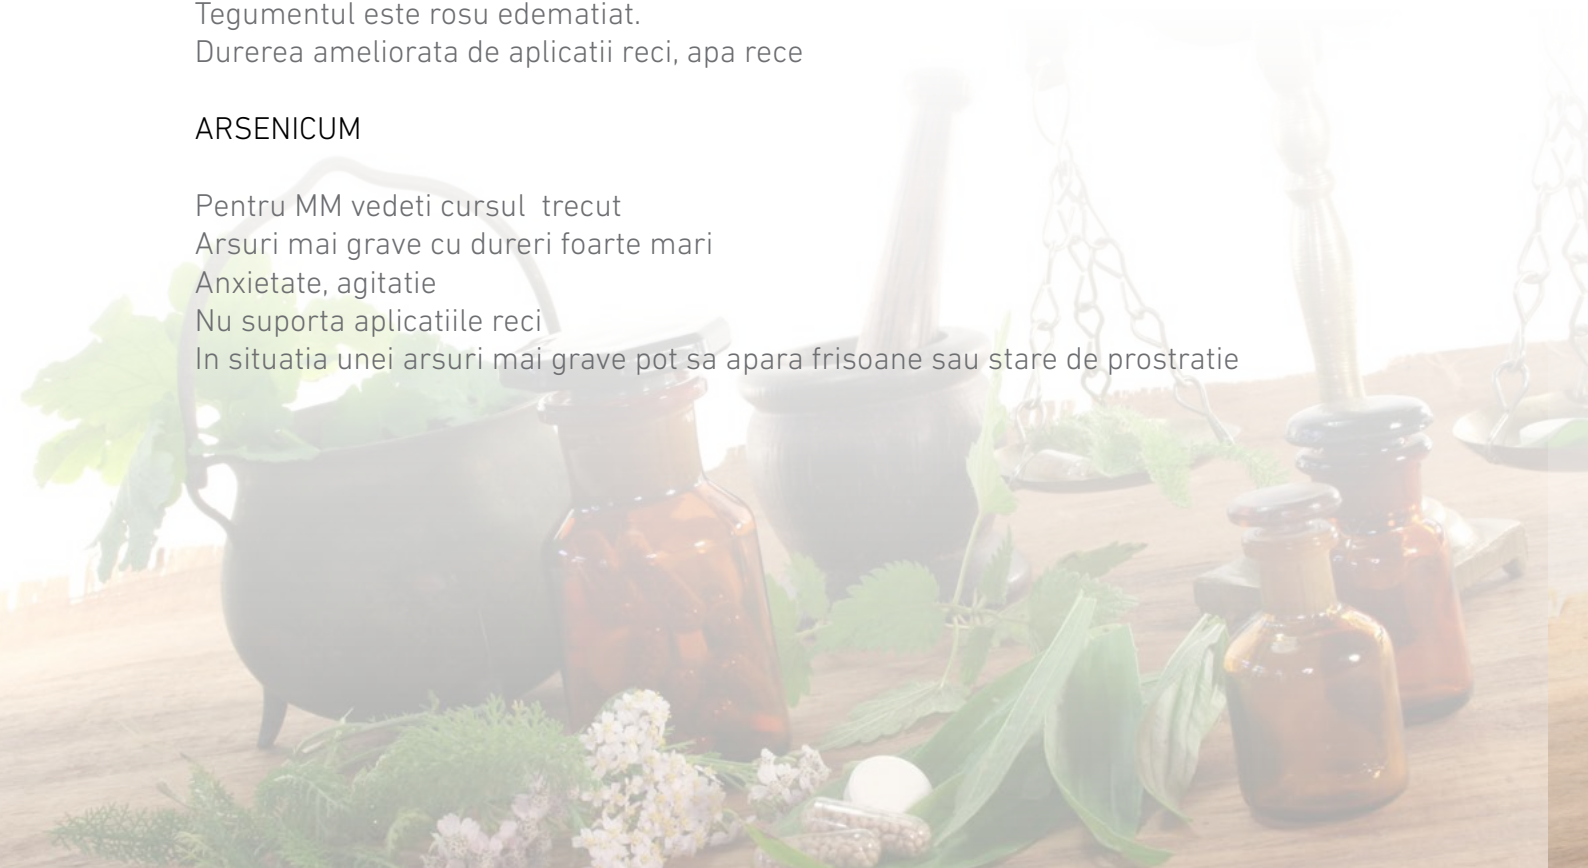 Tegumentul este rosu edematiat.
Durerea ameliorata de aplicatii reci, apa rece
ARSENICUM
Pentru MM vedeti cursul  trecut
Arsuri mai grave cu dureri foarte mari
Anxietate, agitatie
Nu suporta aplicatiile reci
In situatia unei arsuri mai grave pot sa apara frisoane sau stare de prostratie